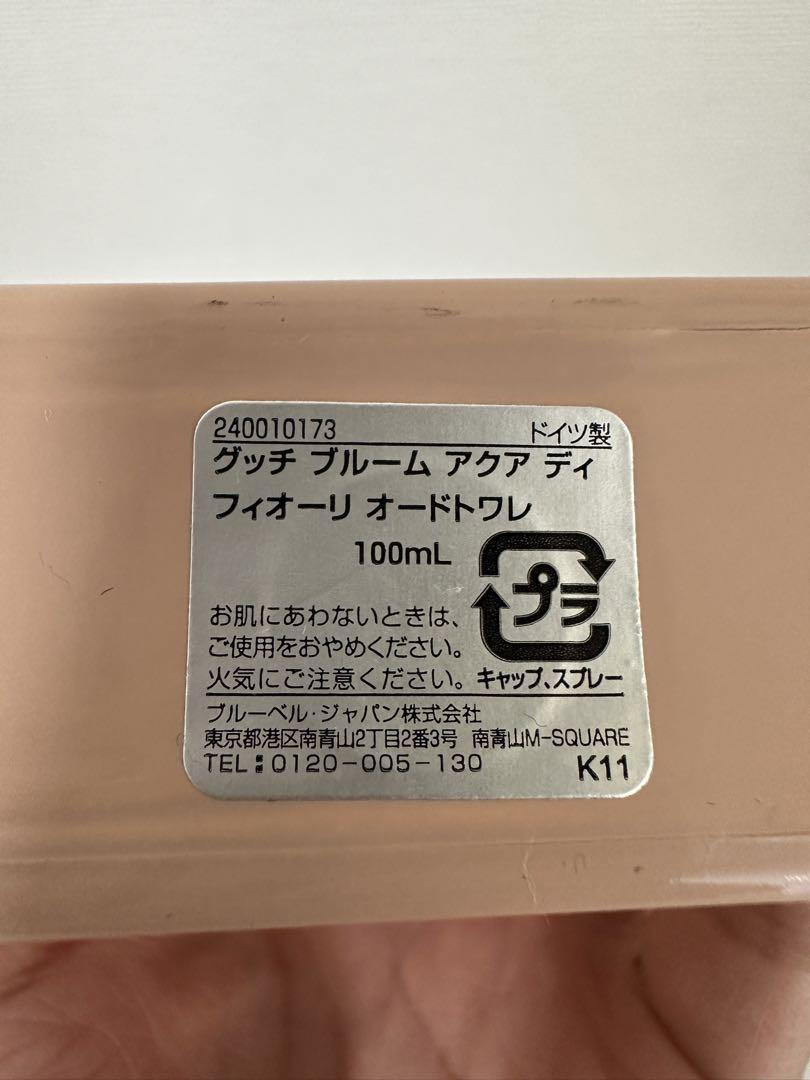 240010173 ドイツ製
グッチ ブルーム アクア ディ
フィオーリ オードトワレ
100mL
プラ
お肌にあわないときは、
ご使用をおやめください。
火気にご注意ください。 キャップ、スプレー
ブルーベル・ジャパン株式会社
東京都港区南青山2丁目2番3号 南青山M-SQUARE
TEL:0120-005-130 K11